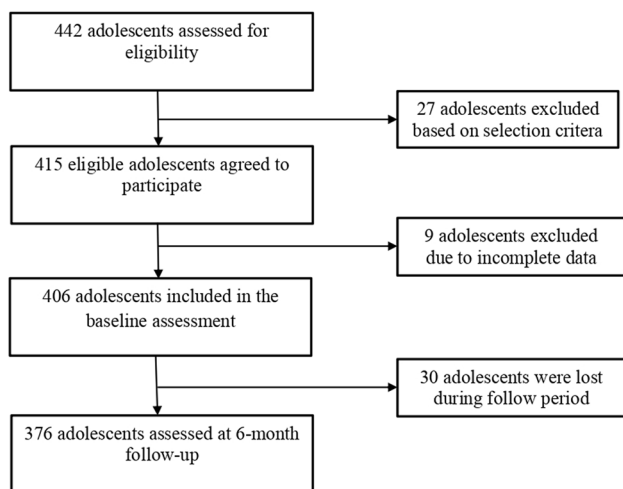 442 adolescents assessed for
eligibility
27 adolescents excluded
based on selection critera
415 eligible adolescents agreed to
participate
9 adolescents excluded
due to incomplete data
406 adolescents included in the
baseline assessment
30 adolescents were lost
during follow period
376 adolescents assessed at 6-month
follow-up